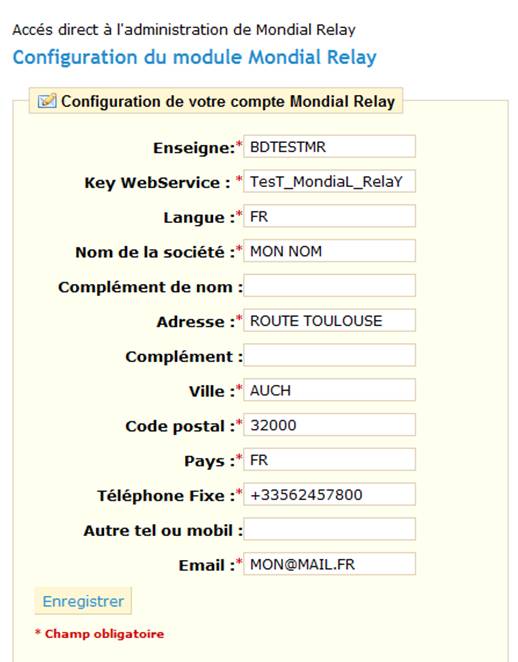 Accés direct à l'administration de Mondial Relay
Configuration du module Mondial Relay
Configuration de votre compte Mondial Relay
Enseigne:* BDTESTMR
Key WebService : * TesT_MondiaL_RelaY
Langue :* FR
Nom de la société :* MON NOM
Complément de nom :
Adresse :* ROUTE TOULOUSE
Complément :
Ville :* AUCH
Code postal :* 32000
Pays :* FR
Téléphone Fixe :* +33562457800
Autre tel ou mobil :
Email :* MON@MAIL.FR
Enregistrer
* Champ obligatoire